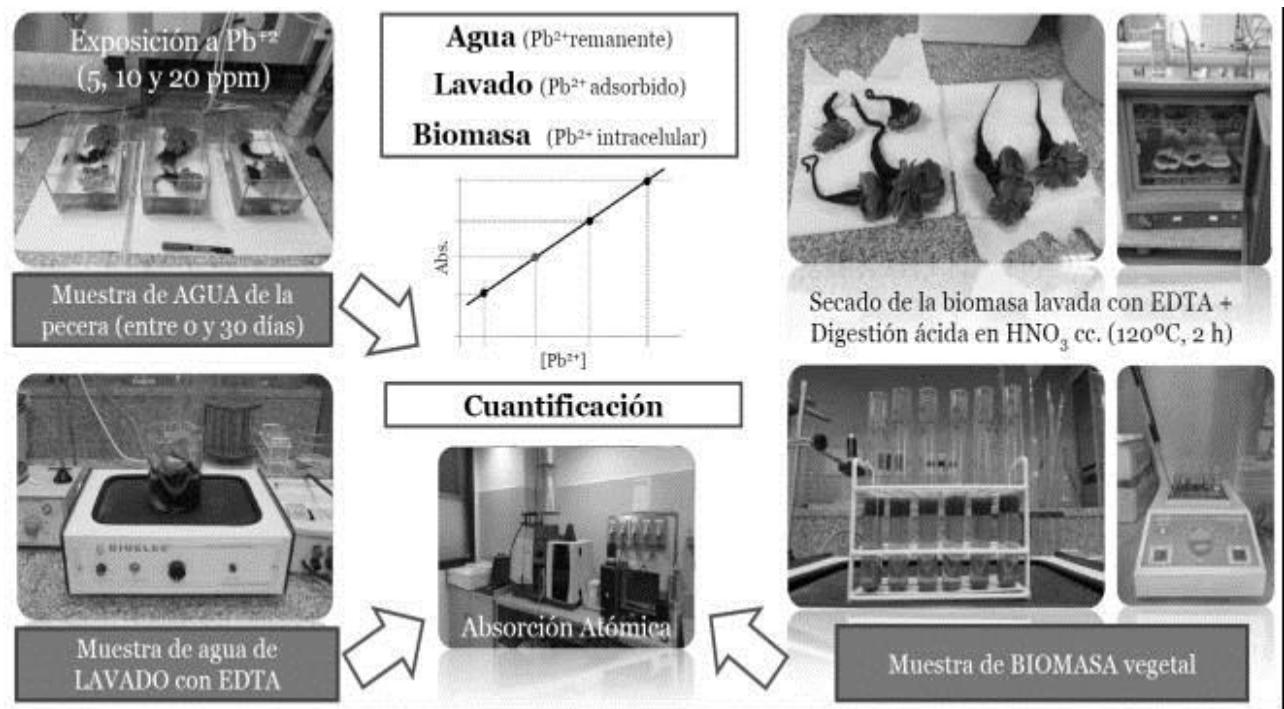 Exposición a Pb⁺²
(5, 10 y 20 ppm)
Muestra de AGUA de la
pecera (entre 0 y 30 días)
Agua (Pb²⁺remanente)
Lavado (Pb²⁺ adsorbido)
Biomasa (Pb²⁺ intracelular)
Abs.
[Pb²⁺]
Cuantificación
Absorción Atómica
Secado de la biomasa lavada con EDTA +
Digestión ácida en HNO₃ cc. (120ºC, 2 h)
Muestra de agua de
LAVADO con EDTA
Muestra de BIOMASA vegetal